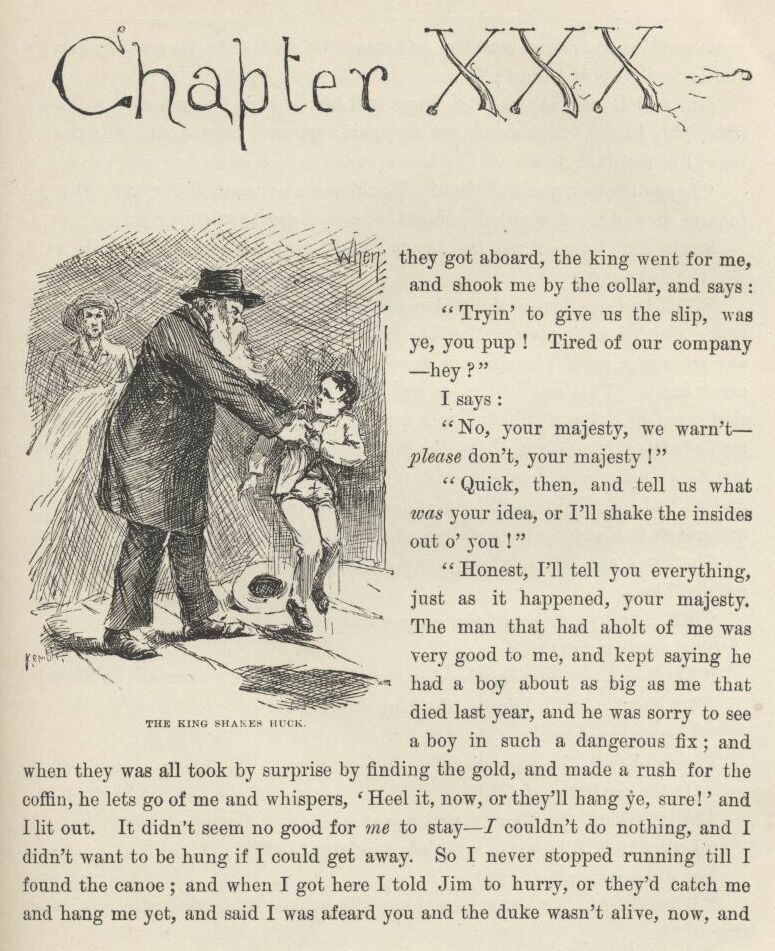 Chapter XXX
When they got aboard, the king went for me,
and shook me by the collar, and says :
“ Tryin’ to give us the slip, was
ye, you pup ! Tired of our company
—hey ? ”
I says :
“ No, your majesty, we warn’t—
please don’t, your majesty ! ”
“ Quick, then, and tell us what
was your idea, or I’ll shake the insides
out o’ you ! ”
“ Honest, I’ll tell you everything,
just as it happened, your majesty.
The man that had aholt of me was
very good to me, and kept saying he
had a boy about as big as me that
died last year, and he was sorry to see
a boy in such a dangerous fix ; and
when they was all took by surprise by finding the gold, and made a rush for the
coffin, he lets go of me and whispers, ‘ Heel it, now, or they’ll hang ye, sure! ’ and
I lit out. It didn’t seem no good for me to stay—I couldn’t do nothing, and I
didn’t want to be hung if I could get away. So I never stopped running till I
found the canoe ; and when I got here I told Jim to hurry, or they’d catch me
and hang me yet, and said I was afeard you and the duke wasn’t alive, now, and
THE KING SHAKES HUCK.